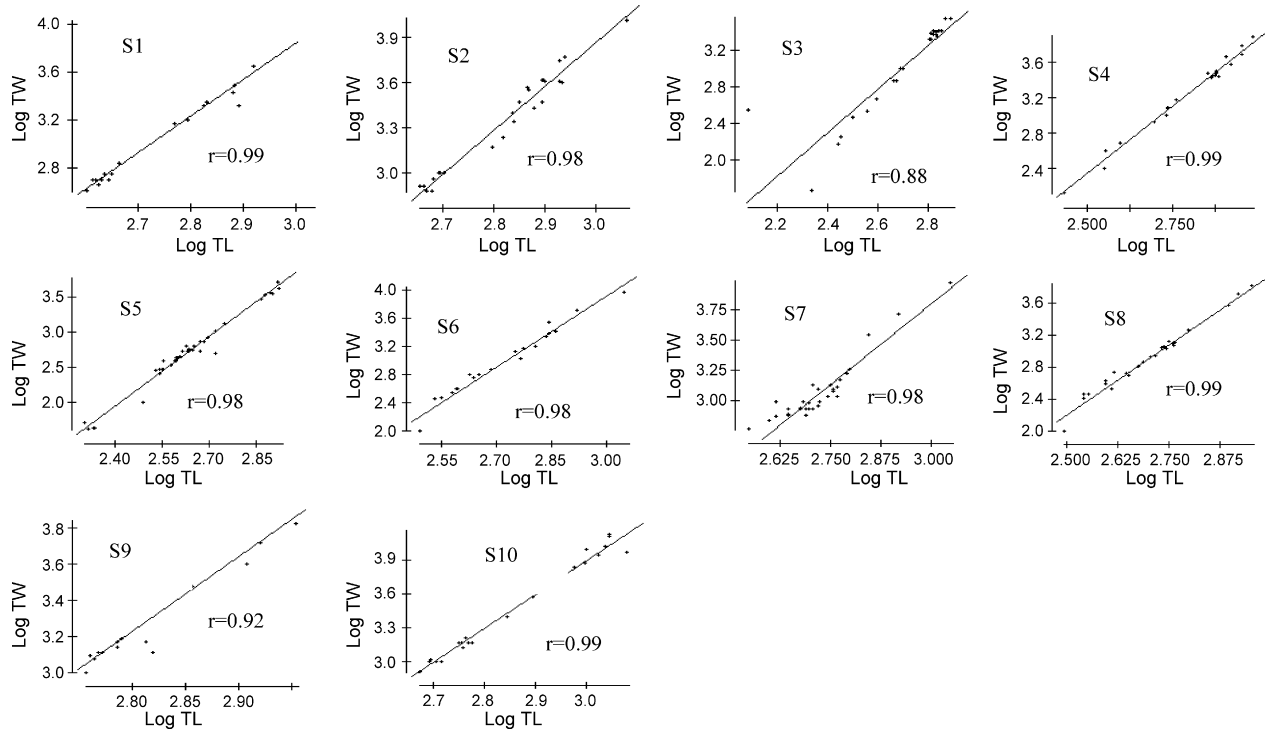 S1
4.0
3.6
3.2
2.8
Log TW
r=0.99
2.7 2.8 2.9 3.0
Log TL
S2
3.9
3.6
3.3
3.0
Log TW
r=0.98
2.7 2.8 2.9 3.0
Log TL
S3
3.2
2.8
2.4
2.0
Log TW
r=0.88
2.2 2.4 2.6 2.8
Log TL
S4
3.6
3.2
2.8
2.4
Log TW
r=0.99
2.500 2.750
Log TL
S5
3.5
3.0
2.5
2.0
Log TW
r=0.98
2.40 2.55 2.70 2.85
Log TL
S6
4.0
3.6
3.2
2.8
2.4
2.0
Log TW
r=0.98
2.55 2.70 2.85 3.00
Log TL
S7
3.75
3.50
3.25
3.00
Log TW
r=0.98
2.625 2.750 2.875 3.000
Log TL
S8
3.6
3.2
2.8
2.4
2.0
Log TW
r=0.99
2.500 2.625 2.750 2.875
Log TL
S9
3.8
3.6
3.4
3.2
3.0
Log TW
r=0.92
2.80 2.85 2.90
Log TL
S10
3.9
3.6
3.3
3.0
Log TW
r=0.99
2.7 2.8 2.9 3.0
Log TL